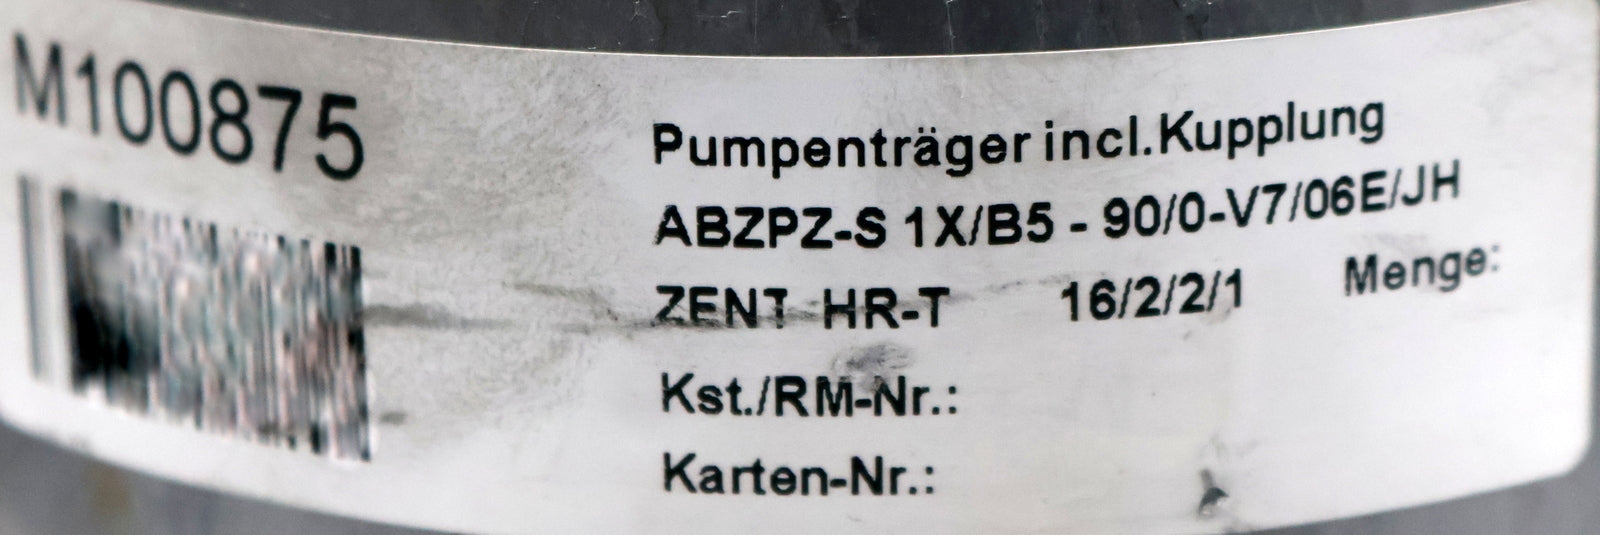 M100875
Pumpenträger incl.Kupplung
ABZPZ-S 1X/B5 - 90/0-V7/06E/JH
ZENT HR-T 16/2/2/1 Menge:
Kst./RM-Nr.:
Karten-Nr.: